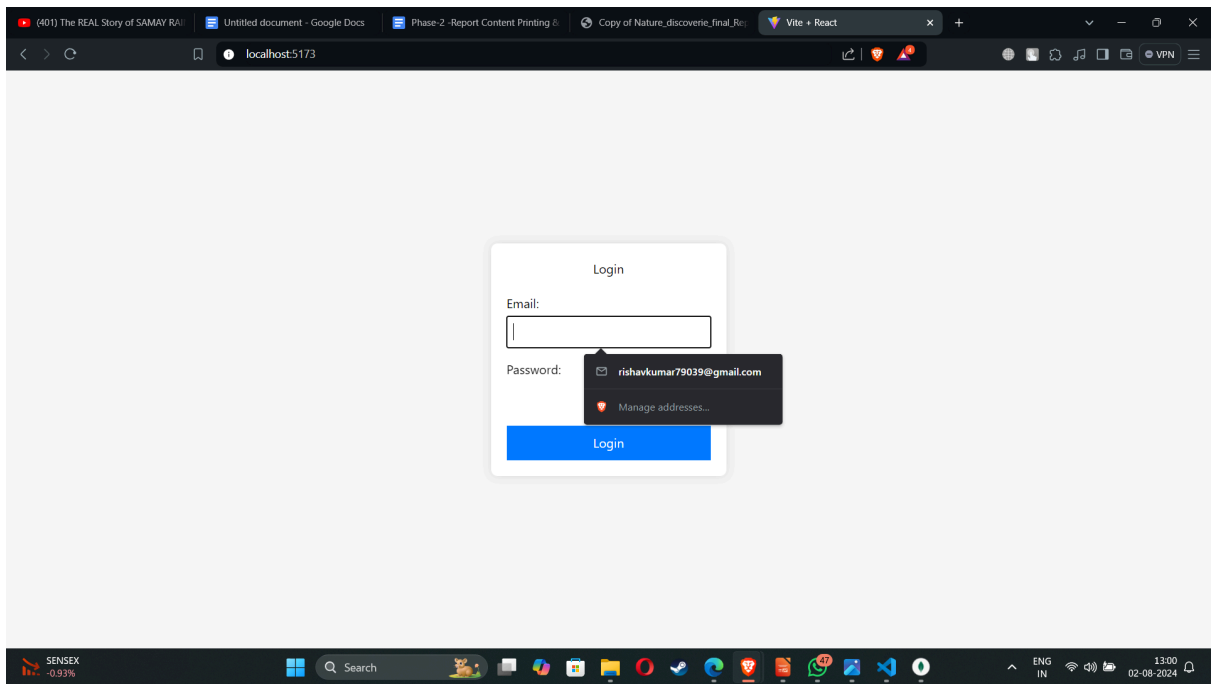 (401) The REAL Story of SAMAY RAI
Untitled document - Google Docs
Phase-2 -Report Content Printing &
Copy of Nature_discoverie_final_Re
Vite + React
localhost:5173
4
VPN
Login
Email:
Password:
rishavkumar79039@gmail.com
Manage addresses...
Login
SENSEX
-0.93%
Search
47
ENG
IN
13:00
02-08-2024